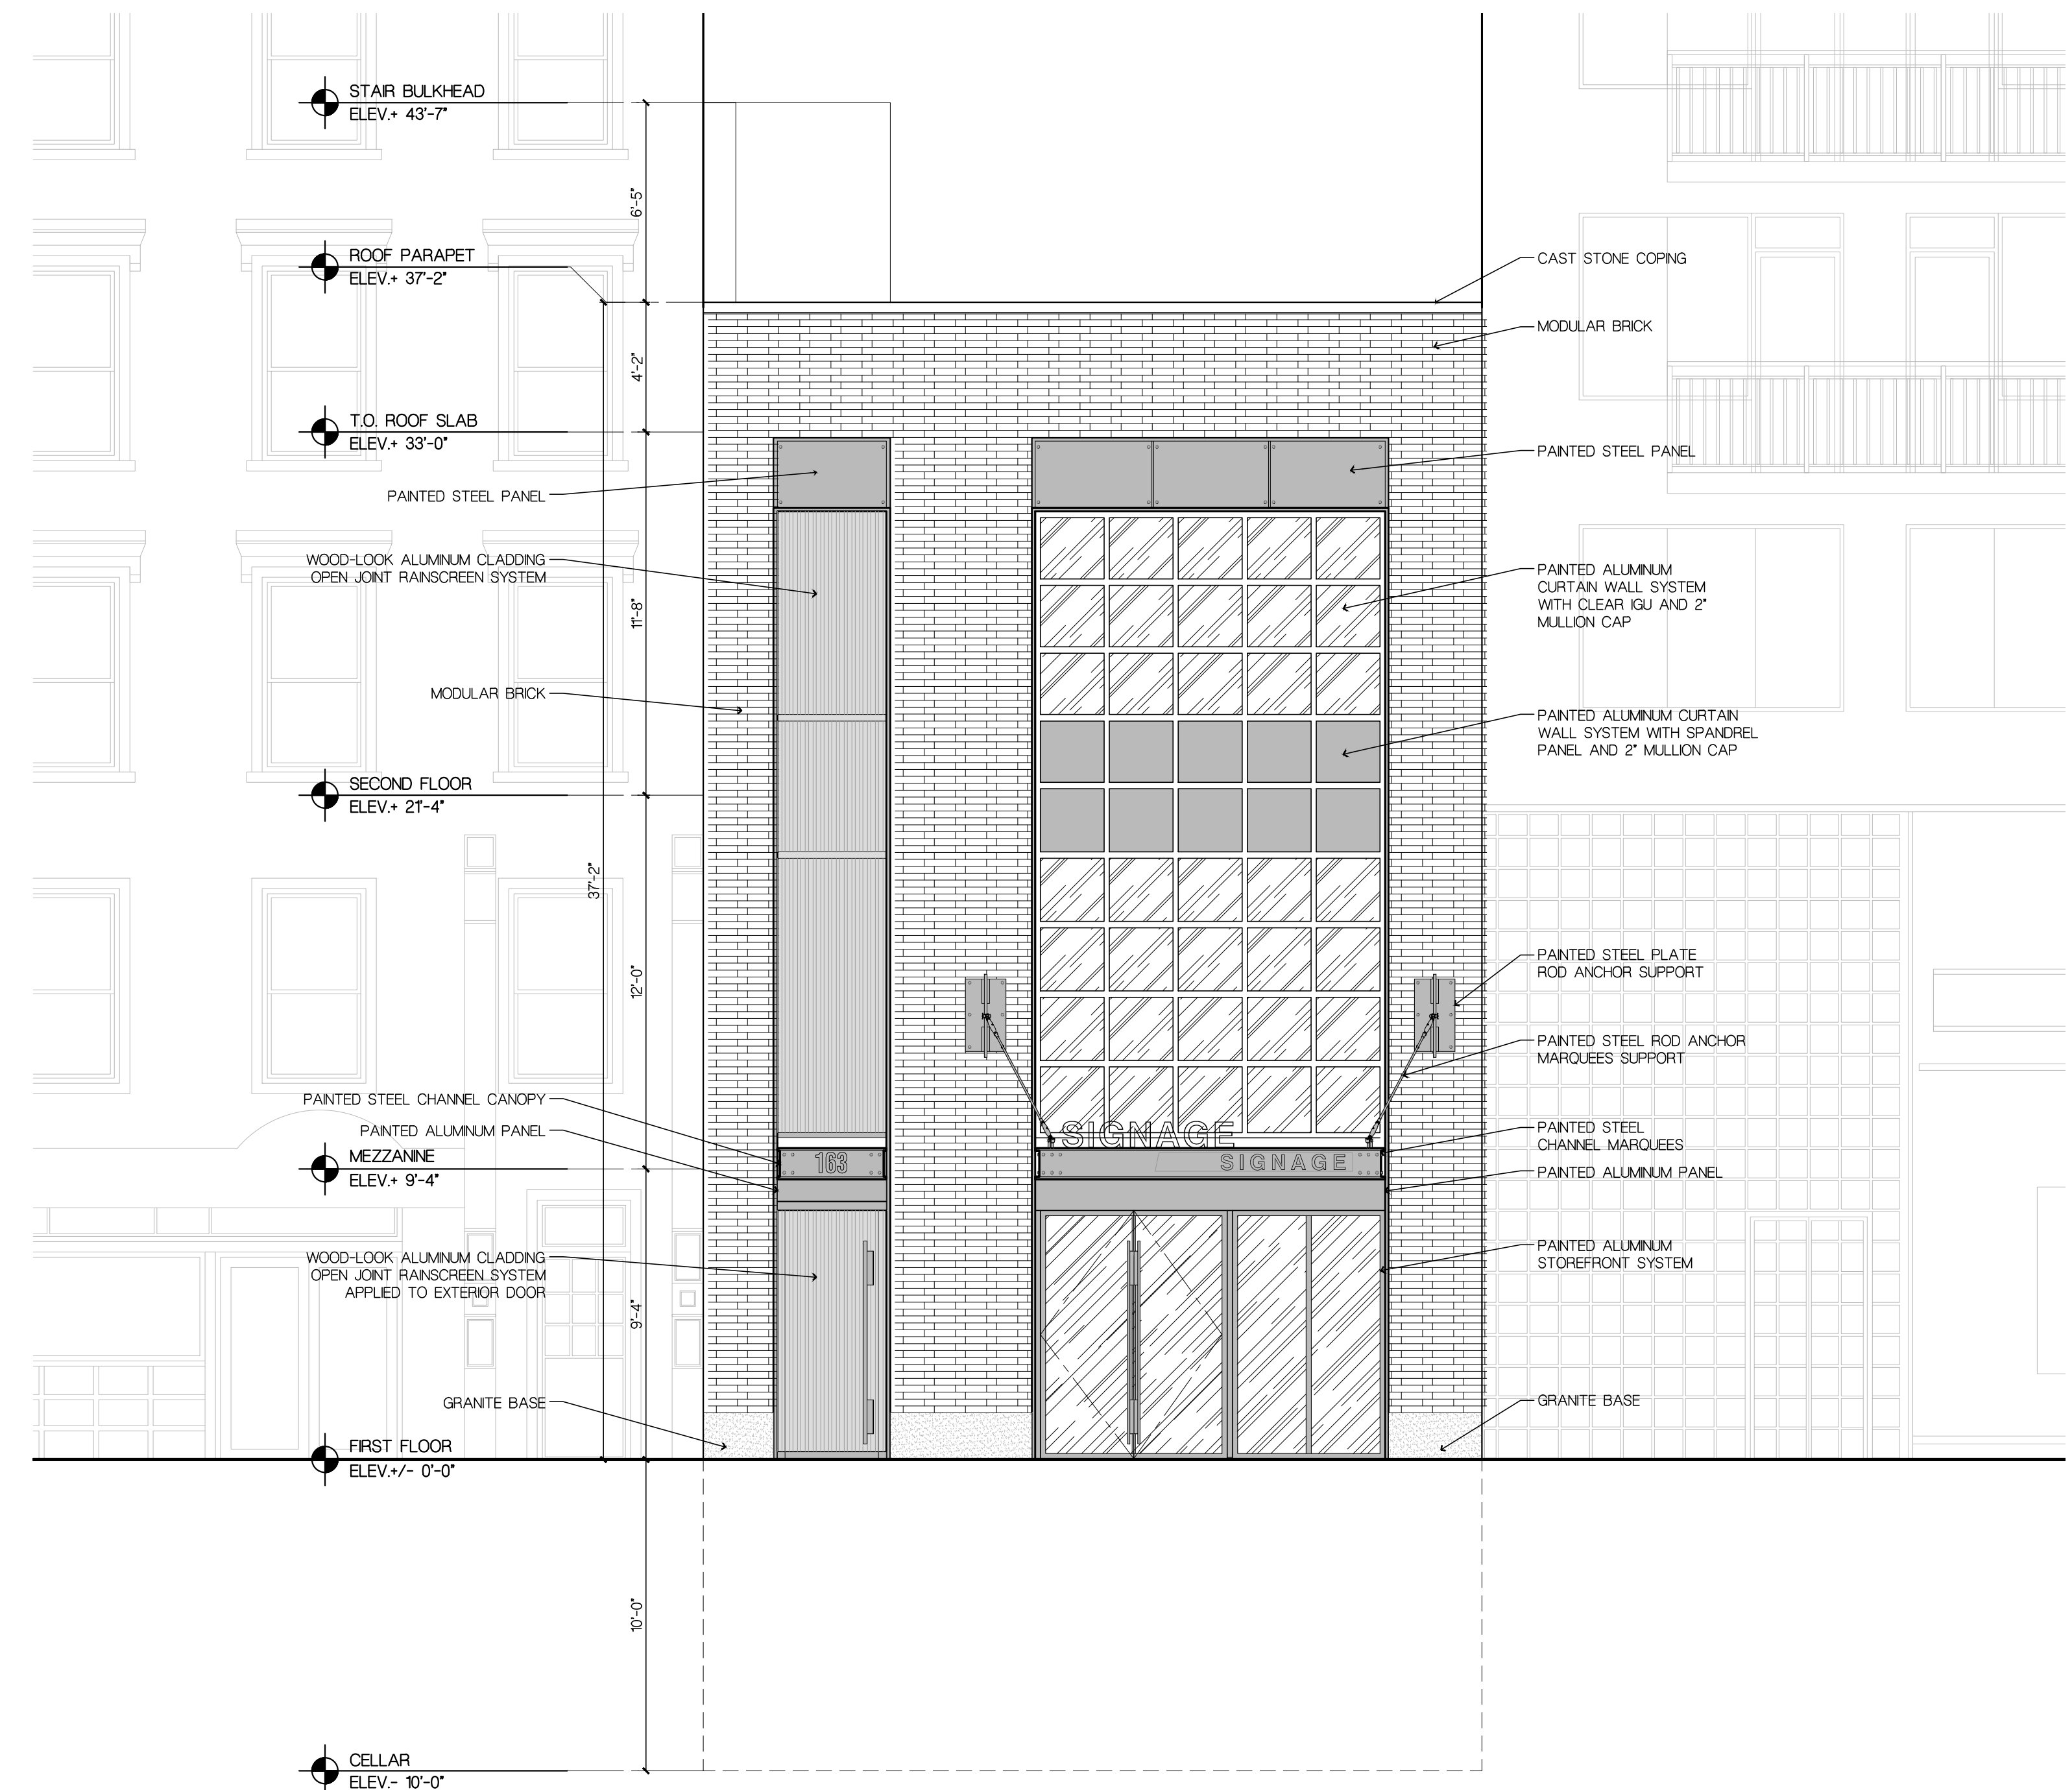 STAIR BULKHEAD
ELEV.+ 43'-7"
6'-5"
ROOF PARAPET
ELEV.+ 37'-2"
CAST STONE COPING
MODULAR BRICK
4'-2"
T.O. ROOF SLAB
ELEV.+ 33'-0"
PAINTED STEEL PANEL
PAINTED STEEL PANEL
WOOD-LOOK ALUMINUM CLADDING
OPEN JOINT RAINSCREEN SYSTEM
11'-8"
PAINTED ALUMINUM
CURTAIN WALL SYSTEM
WITH CLEAR IGU AND 2"
MULLION CAP
MODULAR BRICK
PAINTED ALUMINUM CURTAIN
WALL SYSTEM WITH SPANDREL
PANEL AND 2" MULLION CAP
SECOND FLOOR
ELEV.+ 21'-4"
37'-2"
12'-0"
PAINTED STEEL PLATE
ROD ANCHOR SUPPORT
PAINTED STEEL ROD ANCHOR
MARQUEES SUPPORT
PAINTED STEEL CHANNEL CANOPY
PAINTED ALUMINUM PANEL
SIGNAGE
PAINTED STEEL
CHANNEL MARQUEES
MEZZANINE
ELEV.+ 9'-4"
163
SIGNAGE
PAINTED ALUMINUM PANEL
WOOD-LOOK ALUMINUM CLADDING
OPEN JOINT RAINSCREEN SYSTEM
APPLIED TO EXTERIOR DOOR
9'-4"
PAINTED ALUMINUM
STOREFRONT SYSTEM
GRANITE BASE
GRANITE BASE
FIRST FLOOR
ELEV.+/- 0'-0"
10'-0"
CELLAR
ELEV.- 10'-0"